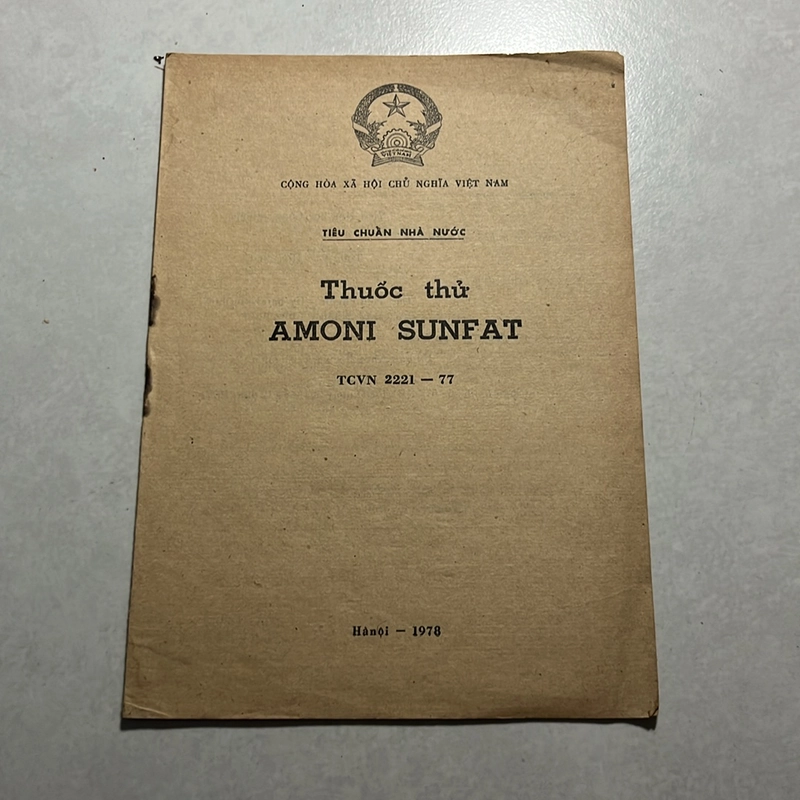 VIỆT NAM
CỘNG HÒA XÃ HỘI CHỦ NGHĨA VIỆT NAM
TIÊU CHUẨN NHÀ NƯỚC
Thuốc thử
AMONI SUNFAT
TCVN 2221 — 77
Hànội — 1978